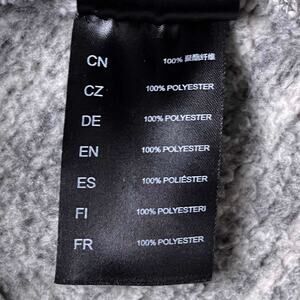 CN 100% 聚酯纤维
CZ 100% POLYESTER
DE 100% POLYESTER
EN 100% POLYESTER
ES 100% POLIÉSTER
FI 100% POLYESTERI
FR 100% POLYESTER